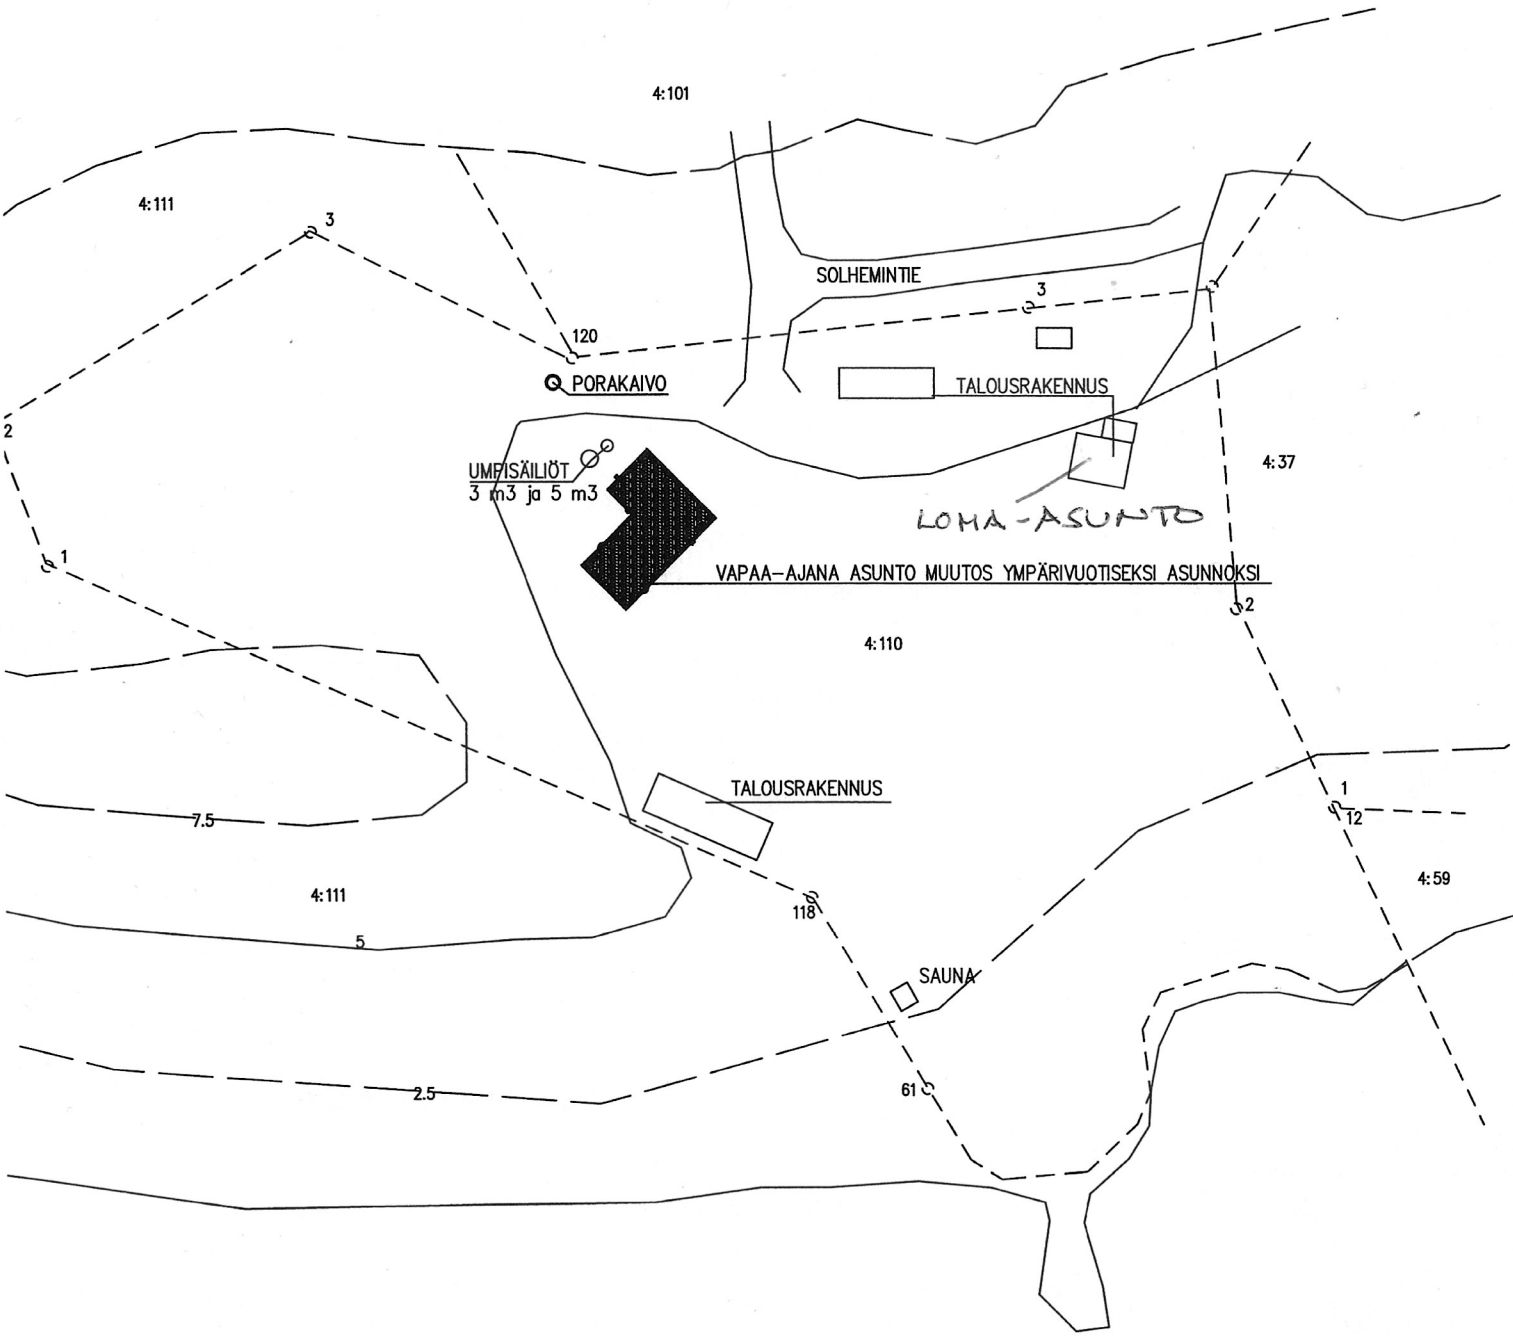 4:101
4:111
3
SOLHEMINTIE
3
120
PORAKAIVO
TALOUSRAKENNUS
2
UMPISÄILIÖT
3 m3 ja 5 m3
4:37
LOMA-ASUNTO
1
VAPAA-AJANA ASUNTO MUUTOS YMPÄRIVUOTISEKSI ASUNNOKSI
2
4:110
TALOUSRAKENNUS
1
12
7.5
4:59
4:111
118
5
SAUNA
2.5
61